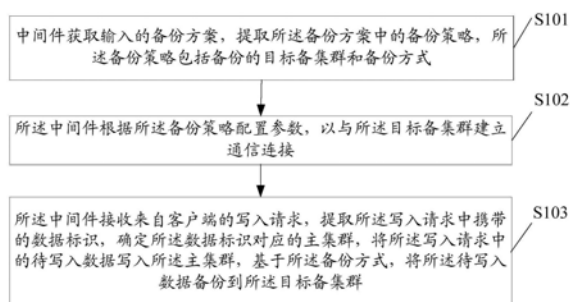 S101
中间件获取输入的备份方案，提取所述备份方案中的备份策略，所
述备份策略包括备份的目标备集群和备份方式
S102
所述中间件根据所述备份策略配置参数，以与所述目标备集群建立
通信连接
S103
所述中间件接收来自客户端的写入请求，提取所述写入请求中携带
的数据标识，确定所述数据标识对应的主集群，将所述写入请求中
的待写入数据写入所述主集群，基于所述备份方式，将所述待写入
数据备份到所述目标备集群